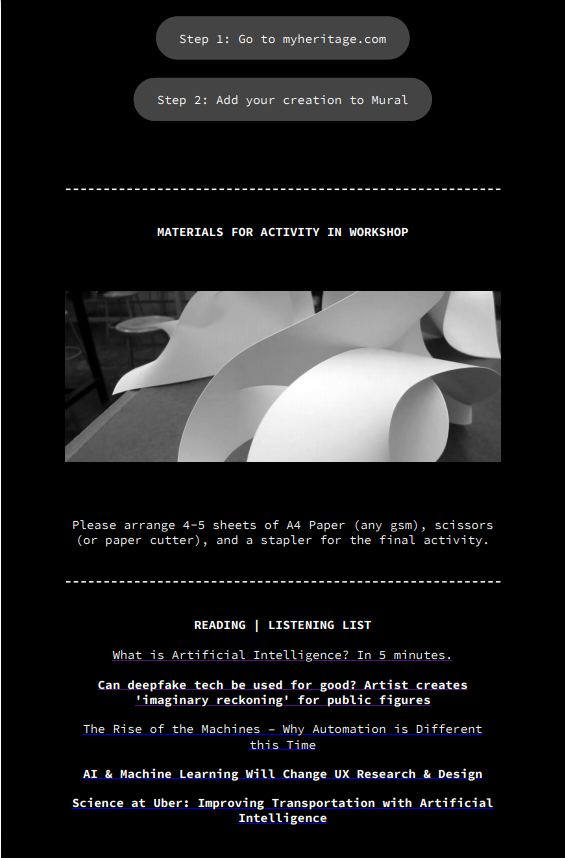 Step 1: Go to myheritage.com
Step 2: Add your creation to Mural
MATERIALS FOR ACTIVITY IN WORKSHOP
Please arrange 4-5 sheets of A4 Paper (any gsm), scissors
(or paper cutter), and a stapler for the final activity.
READING | LISTENING LIST
What is Artificial Intelligence? In 5 minutes.
Can deepfake tech be used for good? Artist creates
'imaginary reckoning' for public figures
The Rise of the Machines – Why Automation is Different
this Time
AI & Machine Learning Will Change UX Research & Design
Science at Uber: Improving Transportation with Artificial
Intelligence